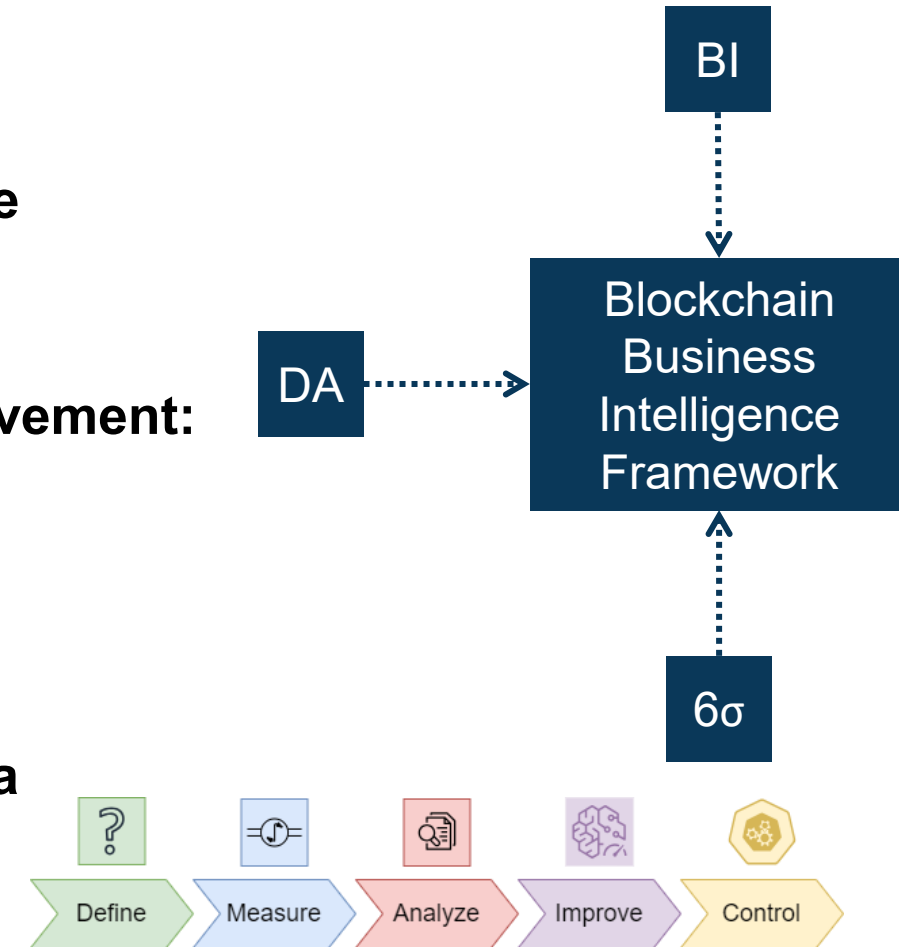 BI
e
DA
vement:
Blockchain
Business
Intelligence
Framework
6σ
a
Define
Measure
Analyze
Improve
Control